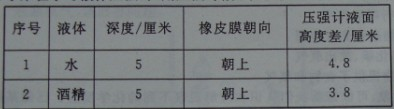 序号 液体 深度/厘米 橡皮膜朝向 压强计液面高度差/厘米
1 水 5 朝上 4.8
2 酒精 5 朝上 3.8